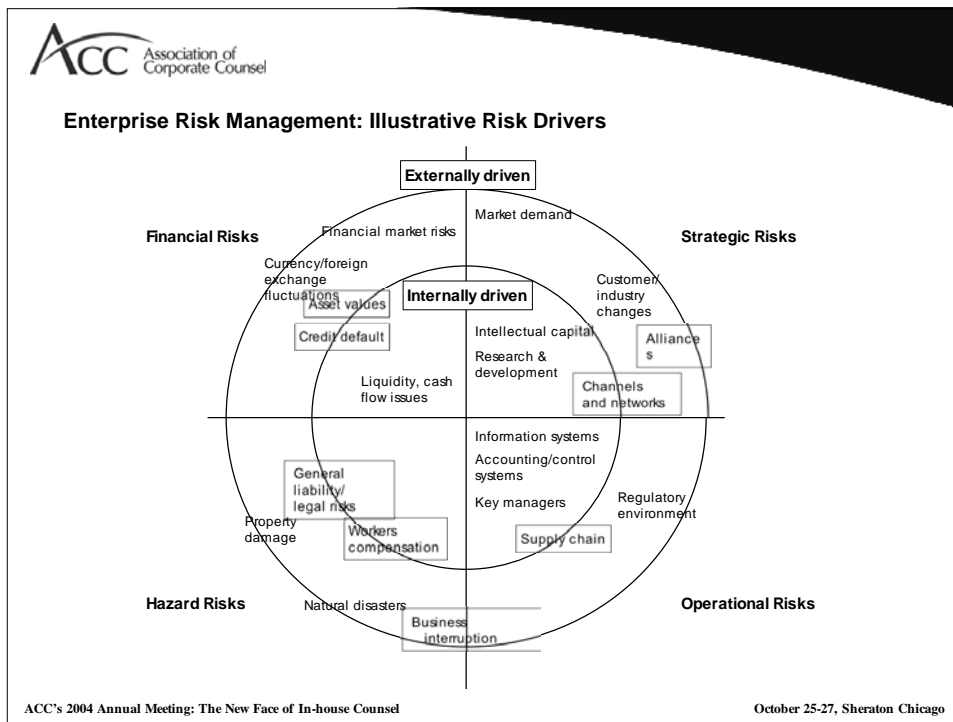 ACC Association of
Corporate Counsel
Enterprise Risk Management: Illustrative Risk Drivers
Externally driven
Market demand
Financial Risks
Financial market risks
Strategic Risks
Currency/foreign
exchange
fluctuations
Asset values
Credit default
Liquidity, cash
flow issues
Internally driven
Intellectual capital
Research &
development
Customer/
industry
changes
Alliance
s
Channels
and networks
General
liability/
legal risks
Property
damage
Workers
compensation
Information systems
Accounting/control
systems
Key managers
Regulatory
environment
Supply chain
Hazard Risks
Natural disasters
Business
interruption
Operational Risks
ACC's 2004 Annual Meeting: The New Face of In-house Counsel
October 25-27, Sheraton Chicago